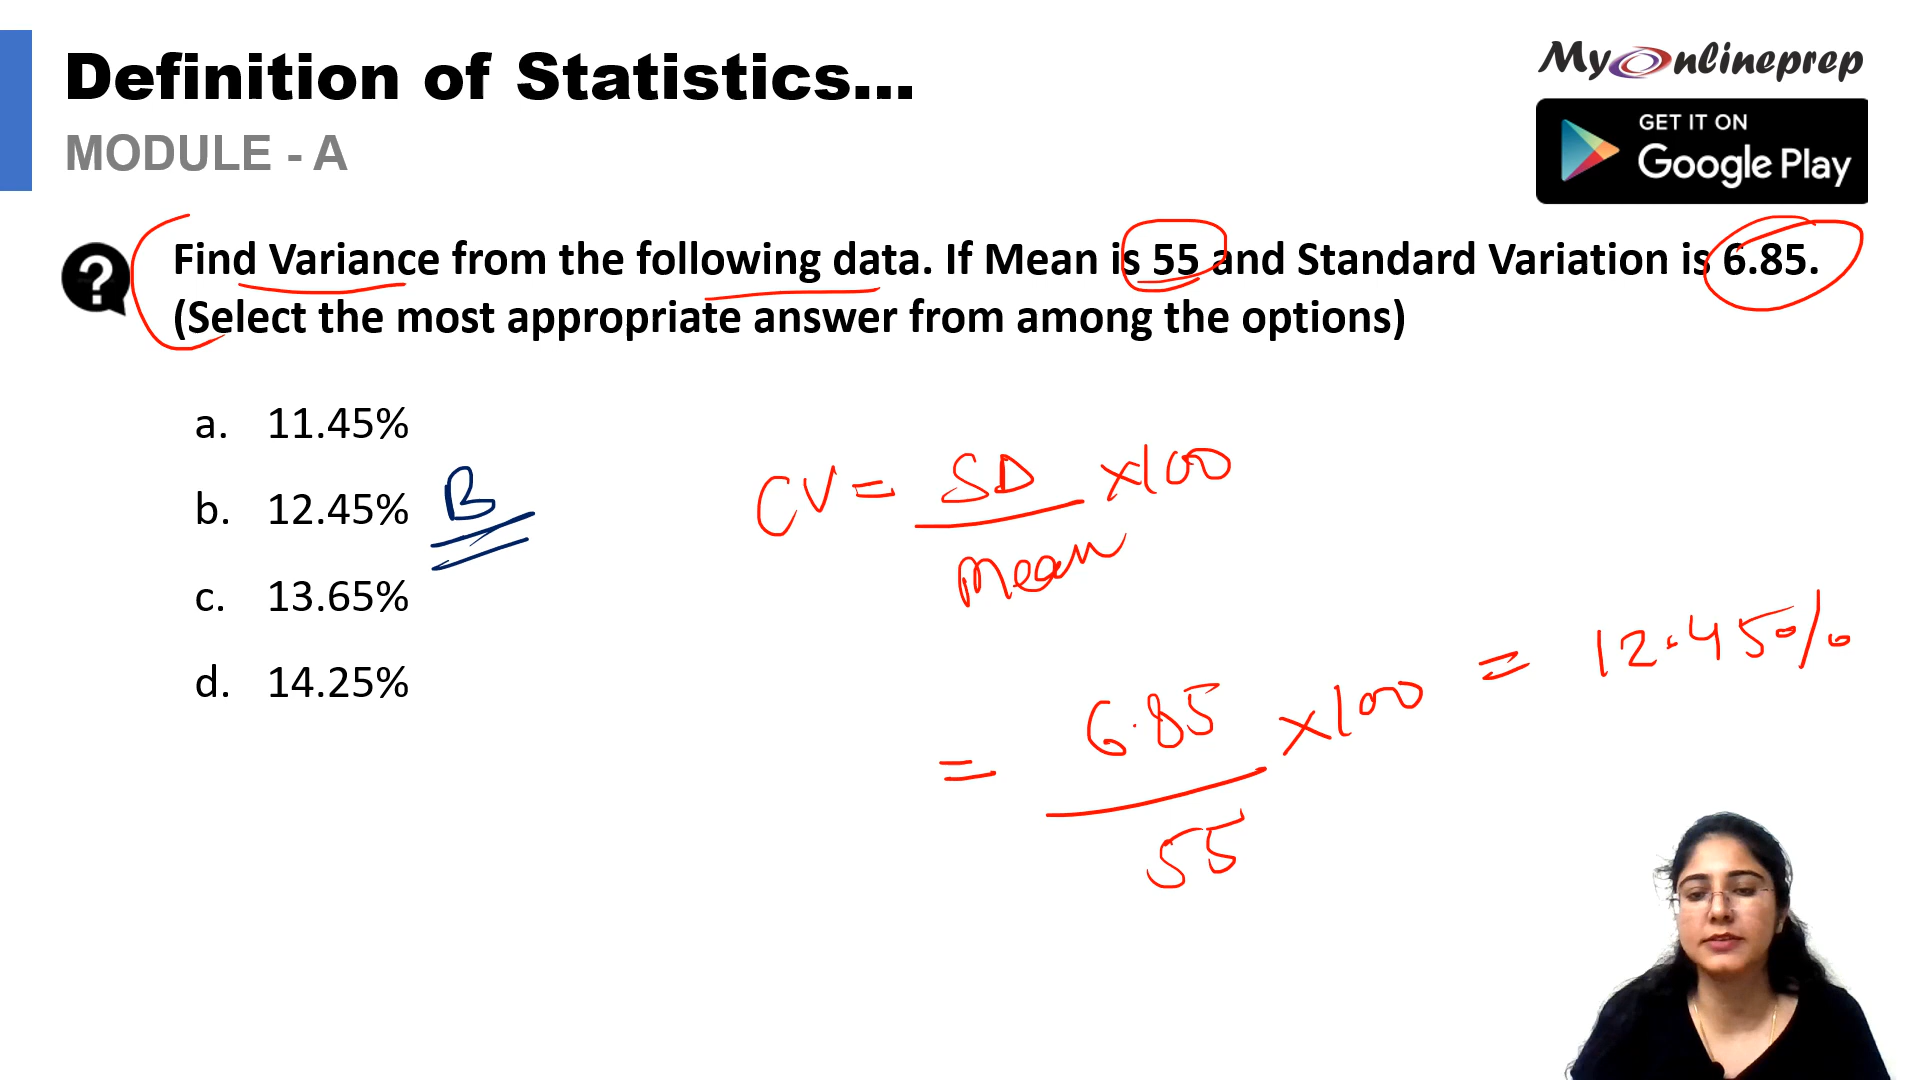 Definition of Statistics...
MODULE - A
MyOnlineprep
GET IT ON
Google Play
?
Find Variance from the following data. If Mean is 55 and Standard Variation is 6.85.
(Select the most appropriate answer from among the options)
a. 11.45%
b. 12.45% B
c. 13.65%
d. 14.25%
CV = SD/Mean ×100
= 6.85/55 ×100 = 12.45%